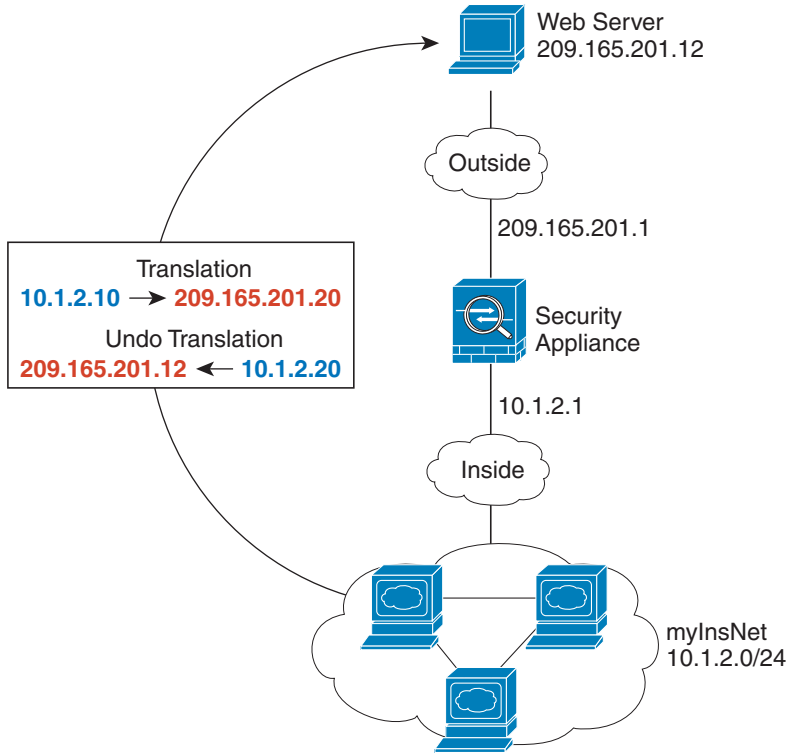 Web Server
209.165.201.12
Outside
209.165.201.1
Translation
10.1.2.10 → 209.165.201.20
Undo Translation
209.165.201.12 ← 10.1.2.20
Security
Appliance
10.1.2.1
Inside
myInsNet
10.1.2.0/24